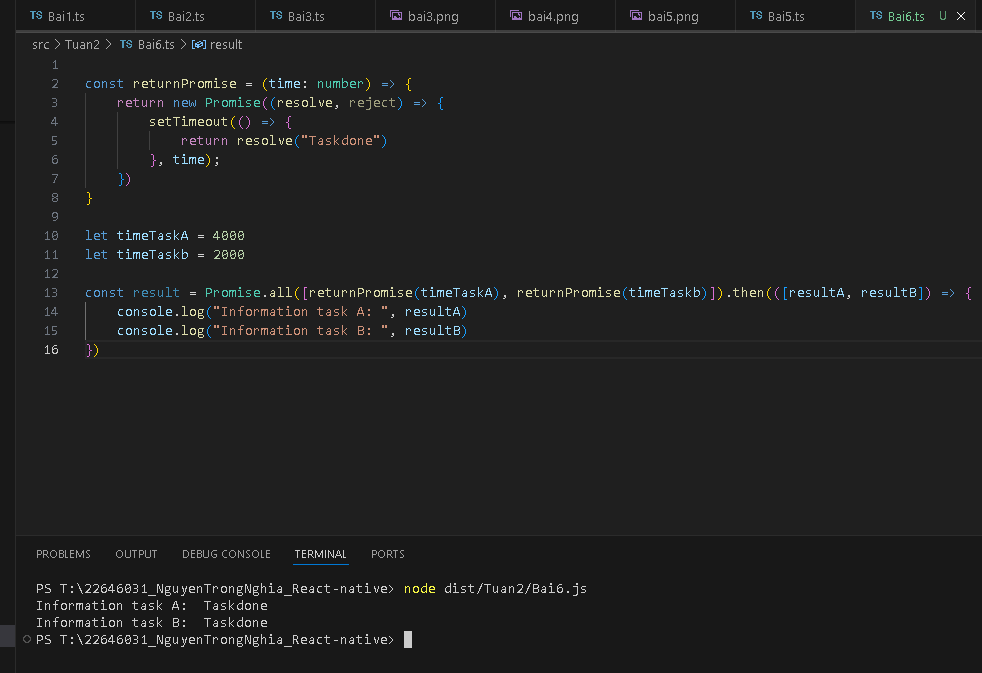 TS Bai1.ts TS Bai2.ts TS Bai3.ts bai3.png bai4.png bai5.png TS Bai5.ts TS Bai6.ts U
src > Tuan2 > TS Bai6.ts > result
1
2 const returnPromise = (time: number) => {
3 return new Promise((resolve, reject) => {
4 setTimeout(() => {
5 return resolve("Taskdone")
6 }, time);
7 })
8 }
9
10 let timeTaskA = 4000
11 let timeTaskb = 2000
12
13 const result = Promise.all([returnPromise(timeTaskA), returnPromise(timeTaskb)]).then(([resultA, resultB]) => {
14 console.log("Information task A: ", resultA)
15 console.log("Information task B: ", resultB)
16 })
PROBLEMS OUTPUT DEBUG CONSOLE TERMINAL PORTS
PS T:\22646031_NguyenTrongNghia_React-native> node dist/Tuan2/Bai6.js
Information task A:  Taskdone
Information task B:  Taskdone
PS T:\22646031_NguyenTrongNghia_React-native>